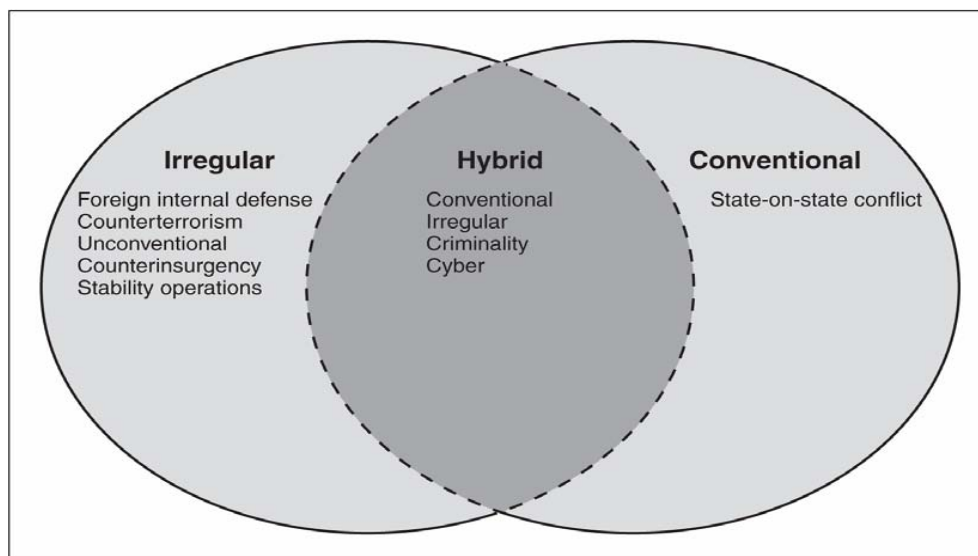 Irregular
Foreign internal defense
Counterterrorism
Unconventional
Counterinsurgency
Stability operations
Hybrid
Conventional
Irregular
Criminality
Cyber
Conventional
State-on-state conflict